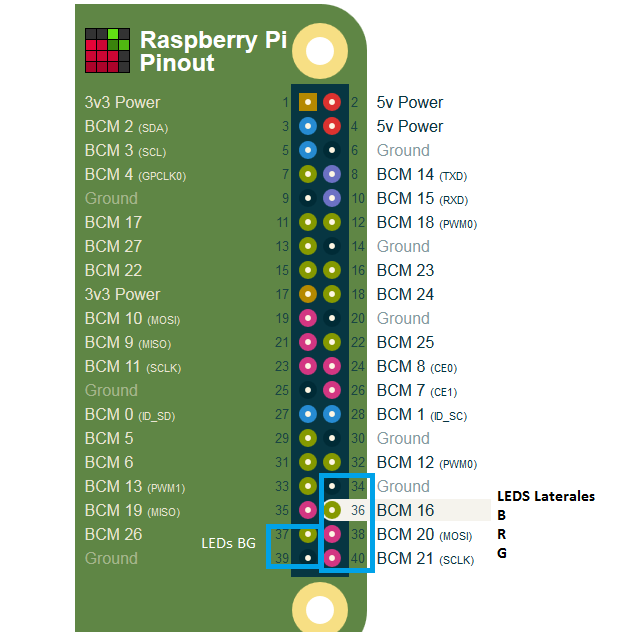 Raspberry Pi
Pinout
3v3 Power 1 2 5v Power
BCM 2 (SDA) 3 4 5v Power
BCM 3 (SCL) 5 6 Ground
BCM 4 (GPCLK0) 7 8 BCM 14 (TXD)
Ground 9 10 BCM 15 (RXD)
BCM 17 11 12 BCM 18 (PWM0)
BCM 27 13 14 Ground
BCM 22 15 16 BCM 23
3v3 Power 17 18 BCM 24
BCM 10 (MOSI) 19 20 Ground
BCM 9 (MISO) 21 22 BCM 25
BCM 11 (SCLK) 23 24 BCM 8 (CE0)
Ground 25 26 BCM 7 (CE1)
BCM 0 (ID_SD) 27 28 BCM 1 (ID_SC)
BCM 5 29 30 Ground
BCM 6 31 32 BCM 12 (PWM0)
BCM 13 (PWM1) 33 34 Ground
LEDS Laterales
BCM 19 (MISO) 35 36 BCM 16 B
BCM 26 37 38 BCM 20 (MOSI) R
LEDs BG
Ground 39 40 BCM 21 (SCLK) G